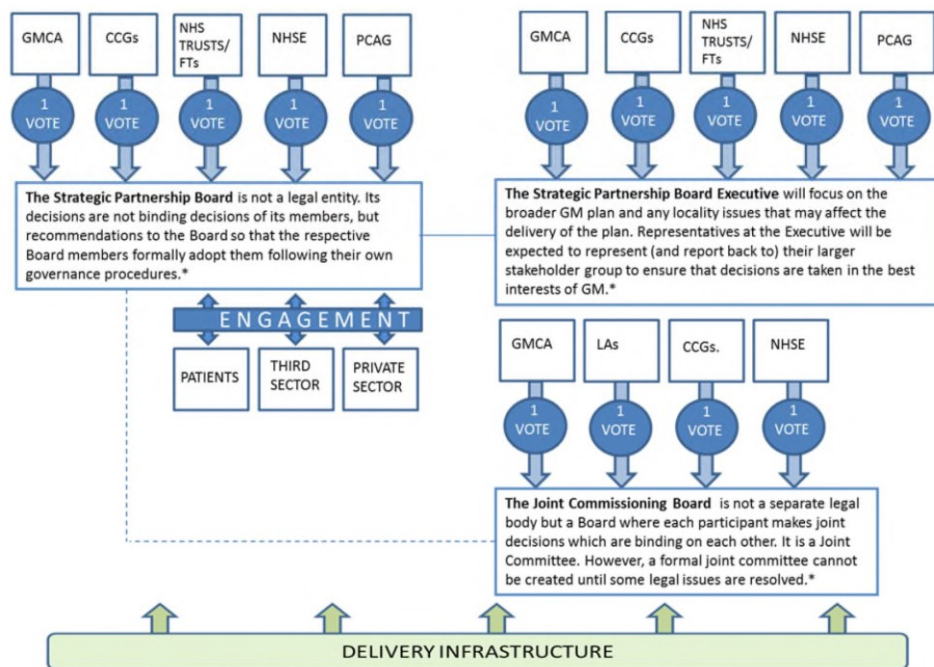 GMCA
CCGs
NHS
TRUSTS/
FTs
NHSE
PCAG
1
VOTE
1
VOTE
1
VOTE
1
VOTE
1
VOTE
The Strategic Partnership Board is not a legal entity. Its
decisions are not binding decisions of its members, but
recommendations to the Board so that the respective
Board members formally adopt them following their own
governance procedures.*
ENGAGEMENT
PATIENTS
THIRD
SECTOR
PRIVATE
SECTOR
GMCA
CCGs
NHS
TRUSTS/
FTs
NHSE
PCAG
1
VOTE
1
VOTE
1
VOTE
1
VOTE
1
VOTE
The Strategic Partnership Board Executive will focus on the
broader GM plan and any locality issues that may affect the
delivery of the plan. Representatives at the Executive will be
expected to represent (and report back to) their larger
stakeholder group to ensure that decisions are taken in the best
interests of GM.*
GMCA
LAs
CCGs.
NHSE
1
VOTE
1
VOTE
1
VOTE
1
VOTE
The Joint Commissioning Board is not a separate legal
body but a Board where each participant makes joint
decisions which are binding on each other. It is a Joint
Committee. However, a formal joint committee cannot
be created until some legal issues are resolved.*
DELIVERY INFRASTRUCTURE